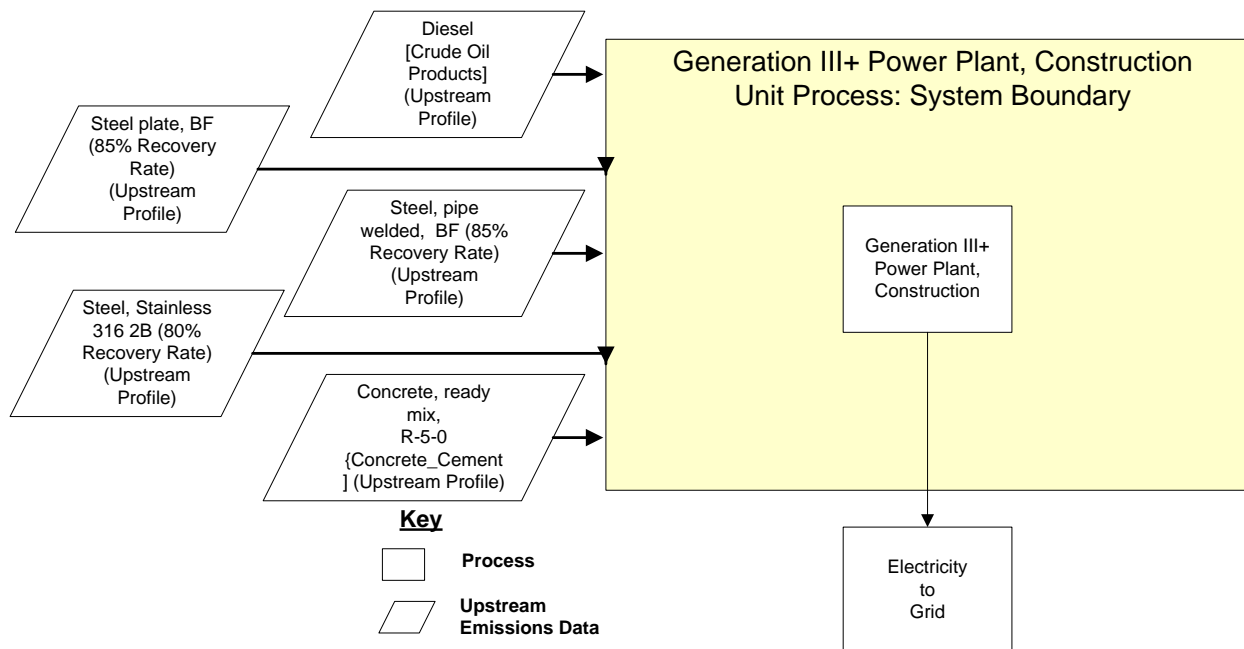 Diesel
[Crude Oil
Products]
(Upstream
Profile)
Generation III+ Power Plant, Construction
Unit Process: System Boundary
Steel plate, BF
(85% Recovery
Rate)
(Upstream
Profile)
Steel, pipe
welded,  BF (85%
Recovery Rate)
(Upstream
Profile)
Generation III+
Power Plant,
Construction
Steel, Stainless
316 2B (80%
Recovery Rate)
(Upstream
Profile)
Concrete, ready
mix,
R-5-0
{Concrete_Cement
] (Upstream Profile)
Key
Process
Upstream
Emissions Data
Electricity
to
Grid